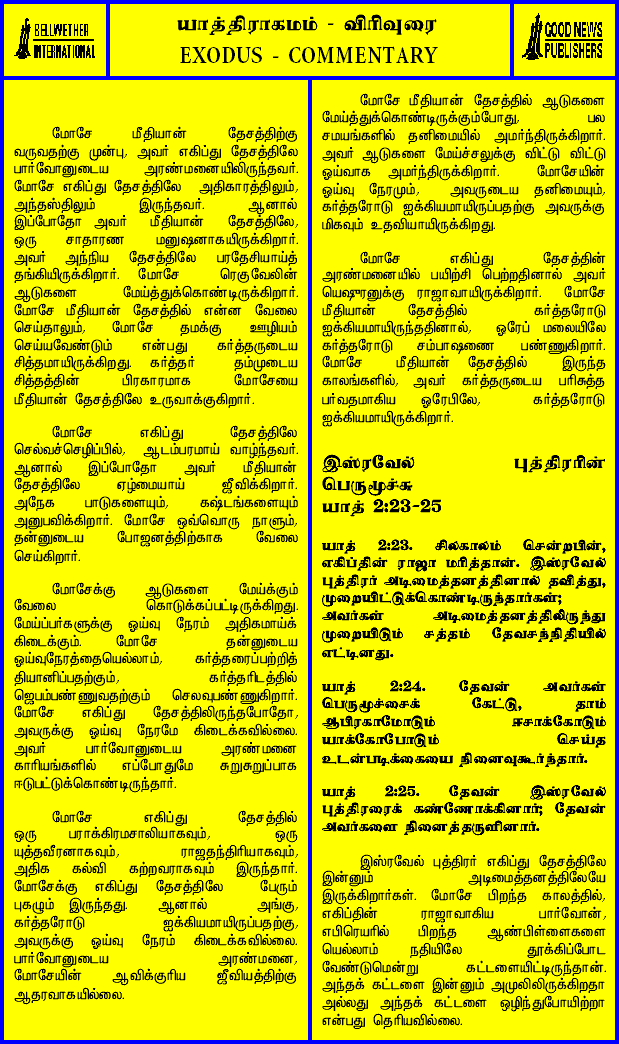 BELLWETHER
INTERNATIONAL
யாத்திராகமம் - விரிவுரை
EXODUS - COMMENTARY
GOOD NEWS
PUBLISHERS
மோசே மீதியான் தேசத்திற்கு
வருவதற்கு முன்பு, அவர் எகிப்து தேசத்திலே
பார்வோனுடைய அரண்மனையிலிருந்தவர்.
மோசே எகிப்து தேசத்திலே அதிகாரத்திலும்,
அந்தஸ்திலும் இருந்தவர். ஆனால்
இப்போதோ அவர் மீதியான் தேசத்திலே,
ஒரு சாதாரண மனுஷனாகயிருக்கிறார்.
அவர் அந்நிய தேசத்திலே பரதேசியாய்த்
தங்கியிருக்கிறார். மோசே ரெகுவேலின்
ஆடுகளை மேய்த்துக்கொண்டிருக்கிறார்.
மோசே மீதியான் தேசத்தில் என்ன வேலை
செய்தாலும், மோசே தமக்கு ஊழியம்
செய்யவேண்டும் என்பது கர்த்தருடைய
சித்தமாயிருக்கிறது. கர்த்தர் தம்முடைய
சித்தத்தின் பிரகாரமாக மோசேயை
மீதியான் தேசத்திலே உருவாக்குகிறார்.
மோசே எகிப்து தேசத்திலே
செல்வச்செழிப்பில், ஆடம்பரமாய் வாழ்ந்தவர்.
ஆனால் இப்போதோ அவர் மீதியான்
தேசத்திலே ஏழ்மையாய் ஜீவிக்கிறார்.
அநேக பாடுகளையும், கஷ்டங்களையும்
அனுபவிக்கிறார். மோசே ஒவ்வொரு நாளும்,
தன்னுடைய போஜனத்திற்காக வேலை
செய்கிறார்.
மோசேக்கு ஆடுகளை மேய்க்கும்
வேலை கொடுக்கப்பட்டிருக்கிறது.
மேய்ப்பர்களுக்கு ஓய்வு நேரம் அதிகமாய்க்
கிடைக்கும். மோசே தன்னுடைய
ஓய்வுநேரத்தையெல்லாம், கர்த்தரைப்பற்றித்
தியானிப்பதற்கும், கர்த்தரிடத்தில்
ஜெபம்பண்ணுவதற்கும் செலவுபண்ணுகிறார்.
மோசே எகிப்து தேசத்திலிருந்தபோதோ,
அவருக்கு ஓய்வு நேரமே கிடைக்கவில்லை.
அவர் பார்வோனுடைய அரண்மனை
காரியங்களில் எப்போதுமே சுறுசுறுப்பாக
ஈடுபட்டுக்கொண்டிருந்தார்.
மோசே எகிப்து தேசத்தில்
ஒரு பராக்கிரமசாலியாகவும், ஒரு
யுத்தவீரனாகவும், ராஜதந்திரியாகவும்,
அதிக கல்வி கற்றவராகவும் இருந்தார்.
மோசேக்கு எகிப்து தேசத்திலே பேரும்
புகழும் இருந்தது. ஆனால் அங்கு,
கர்த்தரோடு ஐக்கியமாயிருப்பதற்கு,
அவருக்கு ஓய்வு நேரம் கிடைக்கவில்லை.
பார்வோனுடைய அரண்மனை,
மோசேயின் ஆவிக்குரிய ஜீவியத்திற்கு
ஆதரவாகயில்லை.
மோசே மீதியான் தேசத்தில் ஆடுகளை
மேய்த்துக்கொண்டிருக்கும்போது, பல
சமயங்களில் தனிமையில் அமர்ந்திருக்கிறார்.
அவர் ஆடுகளை மேய்ச்சலுக்கு விட்டு விட்டு
ஓய்வாக அமர்ந்திருக்கிறார். மோசேயின்
ஓய்வு நேரமும், அவருடைய தனிமையும்,
கர்த்தரோடு ஐக்கியமாயிருப்பதற்கு அவருக்கு
மிகவும் உதவியாயிருக்கிறது.
மோசே எகிப்து தேசத்தின்
அரண்மனையில் பயிற்சி பெற்றதினால் அவர்
யெஷுரனுக்கு ராஜாவாயிருக்கிறார். மோசே
மீதியான் தேசத்தில் கர்த்தரோடு
ஐக்கியமாயிருந்ததினால், ஒரேப் மலையிலே
கர்த்தரோடு சம்பாஷணை பண்ணுகிறார்.
மோசே மீதியான் தேசத்தில் இருந்த
காலங்களில், அவர் கர்த்தருடைய பரிசுத்த
பர்வதமாகிய ஒரேபிலே, கர்த்தரோடு
ஐக்கியமாயிருக்கிறார்.
இஸ்ரவேல் புத்திரரின்
பெருமூச்சு
யாத் 2:23-25
யாத் 2:23. சிலகாலம் சென்றபின்,
எகிப்தின் ராஜா மரித்தான். இஸ்ரவேல்
புத்திரர் அடிமைத்தனத்தினால் தவித்து,
முறையிட்டுக்கொண்டிருந்தார்கள்;
அவர்கள் அடிமைத்தனத்திலிருந்து
முறையிடும் சத்தம் தேவசந்நிதியில்
எட்டினது.
யாத் 2:24. தேவன் அவர்கள்
பெருமூச்சைக் கேட்டு, தாம்
ஆபிரகாமோடும் ஈசாக்கோடும்
யாக்கோபோடும் செய்த
உடன்படிக்கையை நினைவுகூர்ந்தார்.
யாத் 2:25. தேவன் இஸ்ரவேல்
புத்திரரைக் கண்ணோக்கினார்; தேவன்
அவர்களை நினைத்தருளினார்.
இஸ்ரவேல் புத்திரர் எகிப்து தேசத்திலே
இன்னும் அடிமைத்தனத்திலேயே
இருக்கிறார்கள். மோசே பிறந்த காலத்தில்,
எகிப்தின் ராஜாவாகிய பார்வோன்,
எபிரெயரில் பிறந்த ஆண்பிள்ளைகளை
யெல்லாம் நதியிலே தூக்கிப்போட
வேண்டுமென்று கட்டளையிட்டிருந்தான்.
அந்தக் கட்டளை இன்னும் அமுலிலிருக்கிறதா
அல்லது அந்தக் கட்டளை ஒழிந்துபோயிற்றா
என்பது தெரியவில்லை.